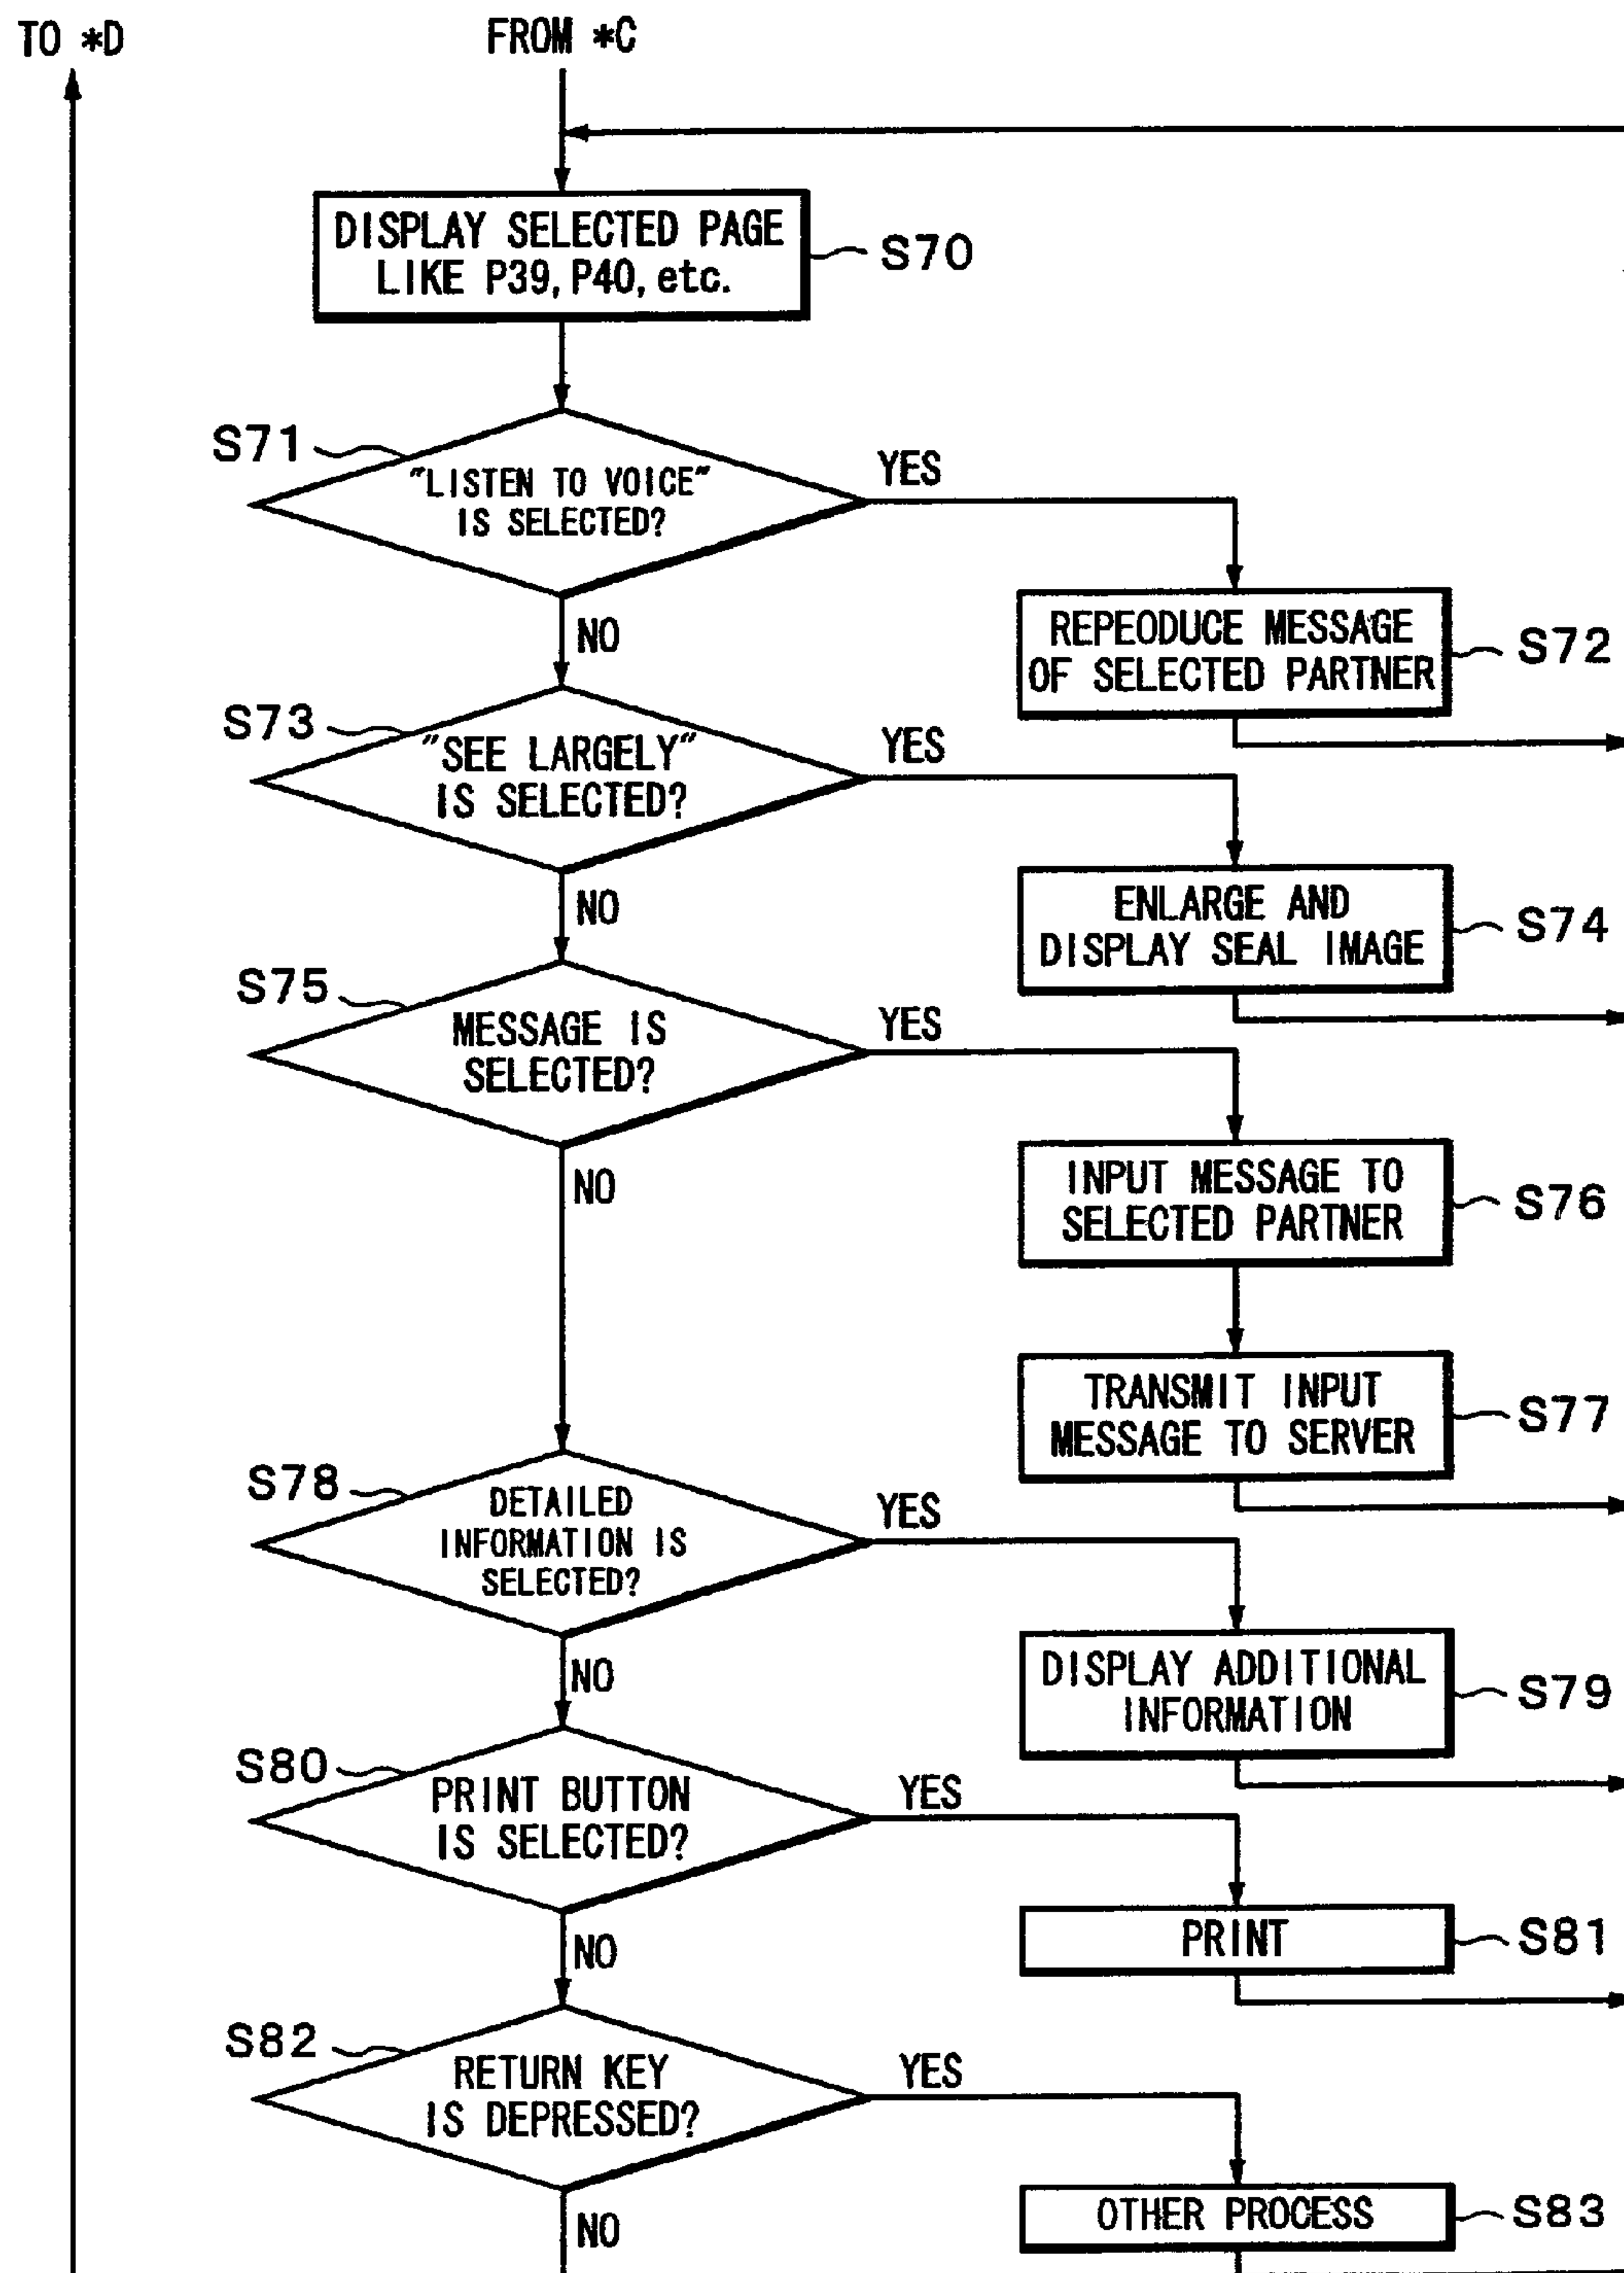 TO *D
FROM *C
DISPLAY SELECTED PAGE
LIKE P39, P40, etc.
S70
S71
"LISTEN TO VOICE"
IS SELECTED?
YES
NO
REPEODUCE MESSAGE
OF SELECTED PARTNER
S72
S73
"SEE LARGELY"
IS SELECTED?
YES
NO
ENLARGE AND
DISPLAY SEAL IMAGE
S74
S75
MESSAGE IS
SELECTED?
YES
NO
INPUT MESSAGE TO
SELECTED PARTNER
S76
TRANSMIT INPUT
MESSAGE TO SERVER
S77
S78
DETAILED
INFORMATION IS
SELECTED?
YES
NO
DISPLAY ADDITIONAL
INFORMATION
S79
S80
PRINT BUTTON
IS SELECTED?
YES
NO
PRINT
S81
S82
RETURN KEY
IS DEPRESSED?
YES
NO
OTHER PROCESS
S83